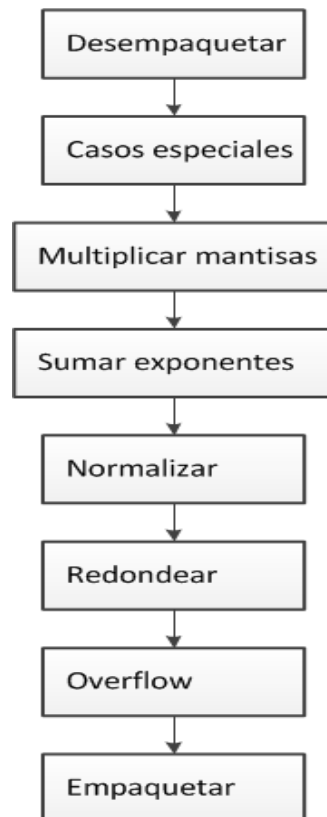 Desempaquetar
Casos especiales
Multiplicar mantisas
Sumar exponentes
Normalizar
Redondear
Overflow
Empaquetar